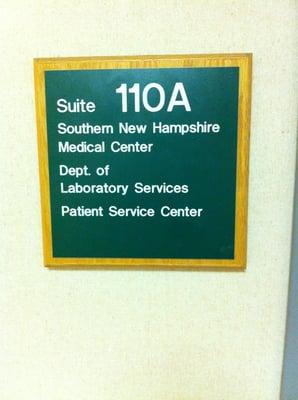 Suite 110A
Southern New Hampshire
Medical Center
Dept. of
Laboratory Services
Patient Service Center